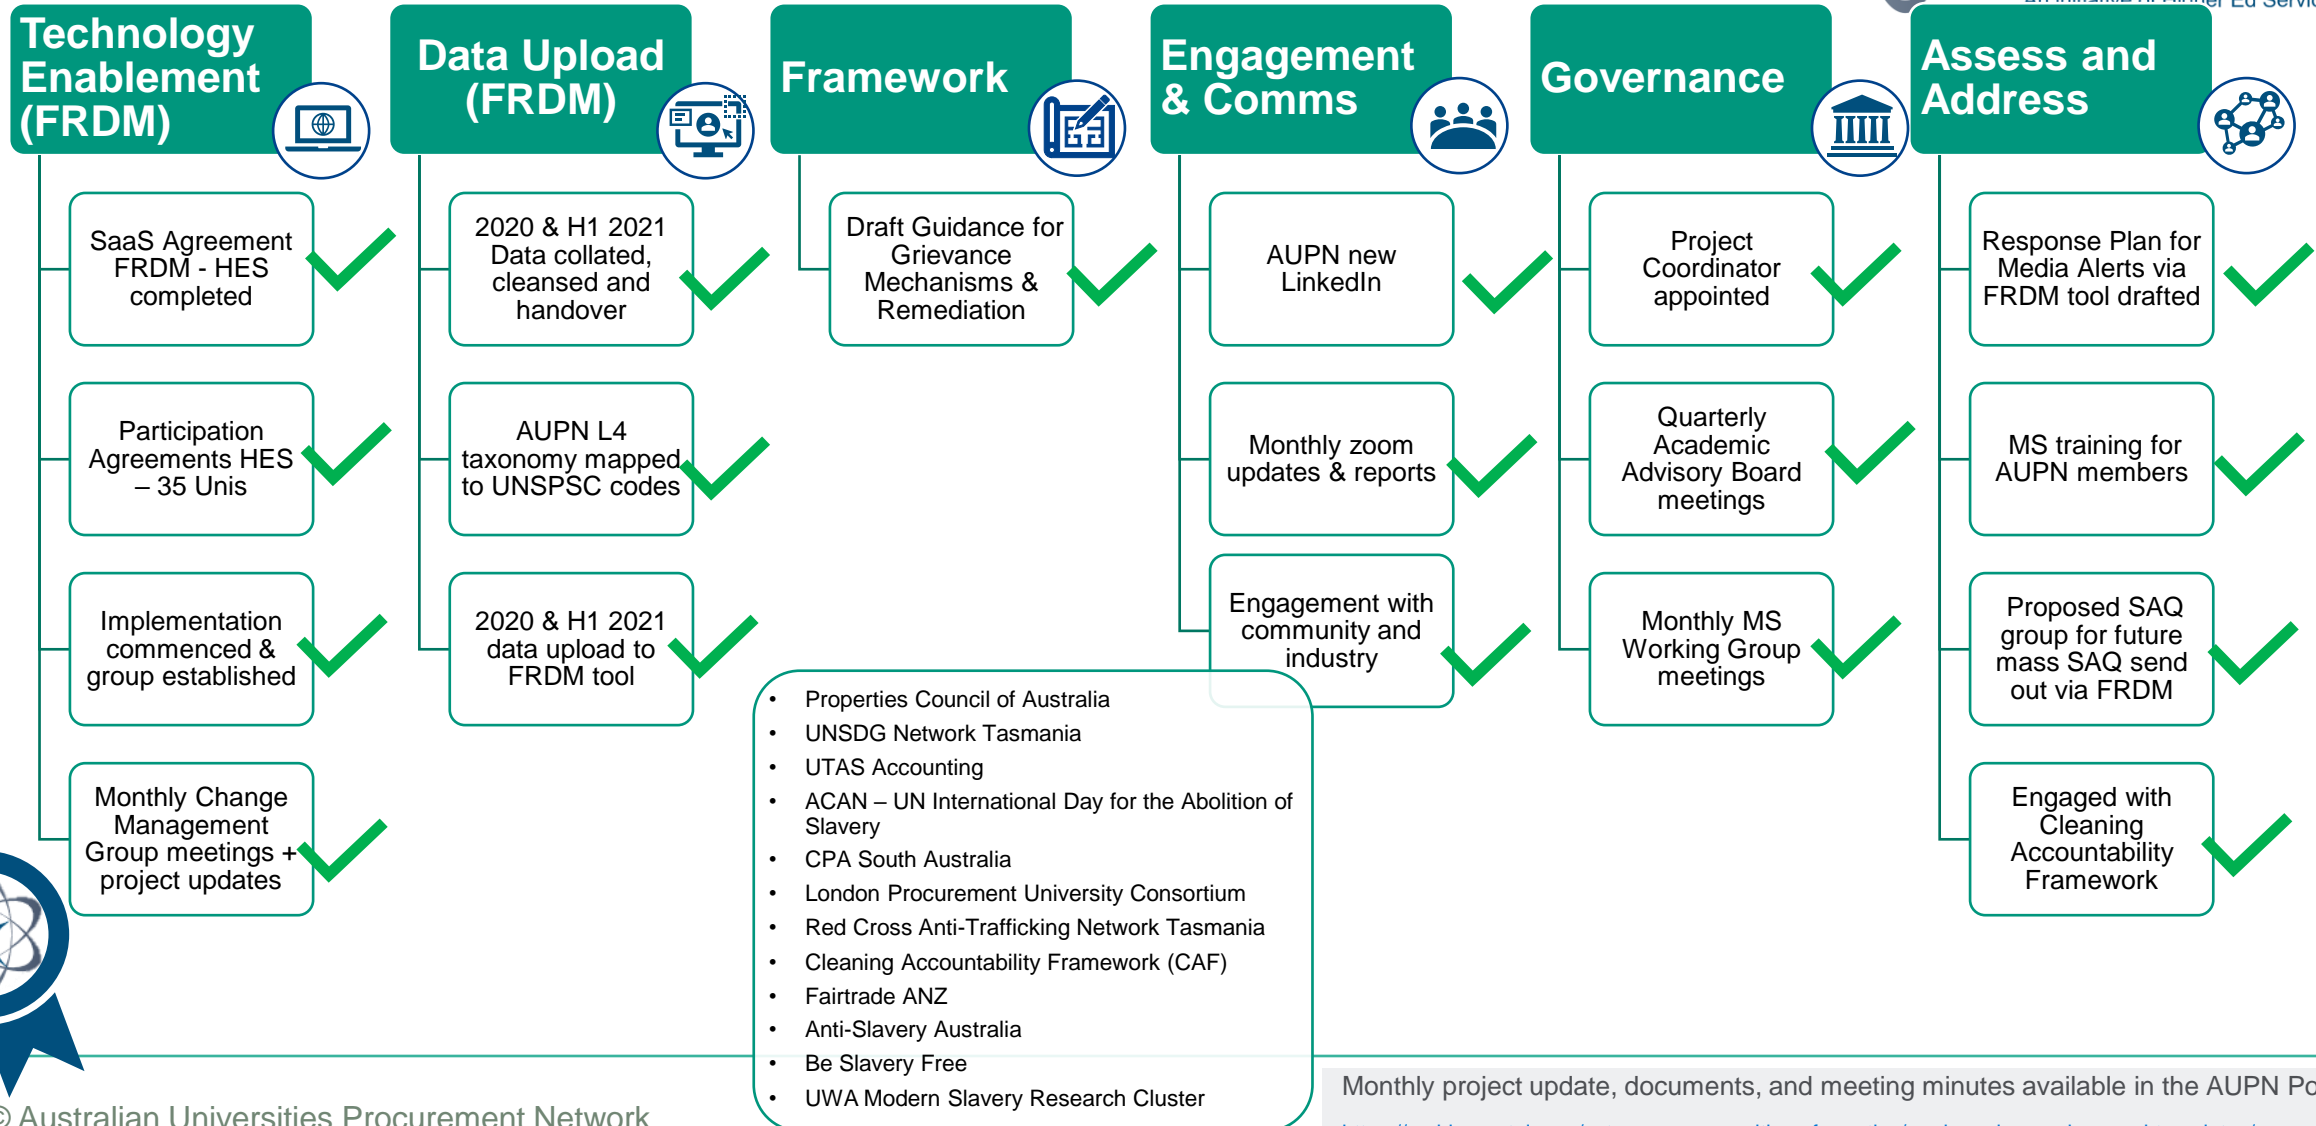 Technology
Enablement
(FRDM)
SaaS Agreement
FRDM - HES
completed
Participation
Agreements HES
– 35 Unis
Implementation
commenced &
group established
Monthly Change
Management
Group meetings +
project updates
Data Upload
(FRDM)
2020 & H1 2021
Data collated,
cleansed and
handover
AUPN L4
taxonomy mapped
to UNSPSC codes
2020 & H1 2021
data upload to
FRDM tool
Framework
Draft Guidance for
Grievance
Mechanisms &
Remediation
Engagement
& Comms
AUPN new
LinkedIn
Monthly zoom
updates & reports
Engagement with
community and
industry
• Properties Council of Australia
• UNSDG Network Tasmania
• UTAS Accounting
• ACAN – UN International Day for the Abolition of
Slavery
• CPA South Australia
• London Procurement University Consortium
• Red Cross Anti-Trafficking Network Tasmania
• Cleaning Accountability Framework (CAF)
• Fairtrade ANZ
• Anti-Slavery Australia
• Be Slavery Free
• UWA Modern Slavery Research Cluster
Governance
Project
Coordinator
appointed
Quarterly
Academic
Advisory Board
meetings
Monthly MS
Working Group
meetings
Assess and
Address
Response Plan for
Media Alerts via
FRDM tool drafted
MS training for
AUPN members
Proposed SAQ
group for future
mass SAQ send
out via FRDM
Engaged with
Cleaning
Accountability
Framework
An initiative of Higher Ed Servi
© Australian Universities Procurement Network
Monthly project update, documents, and meeting minutes available in the AUPN Po